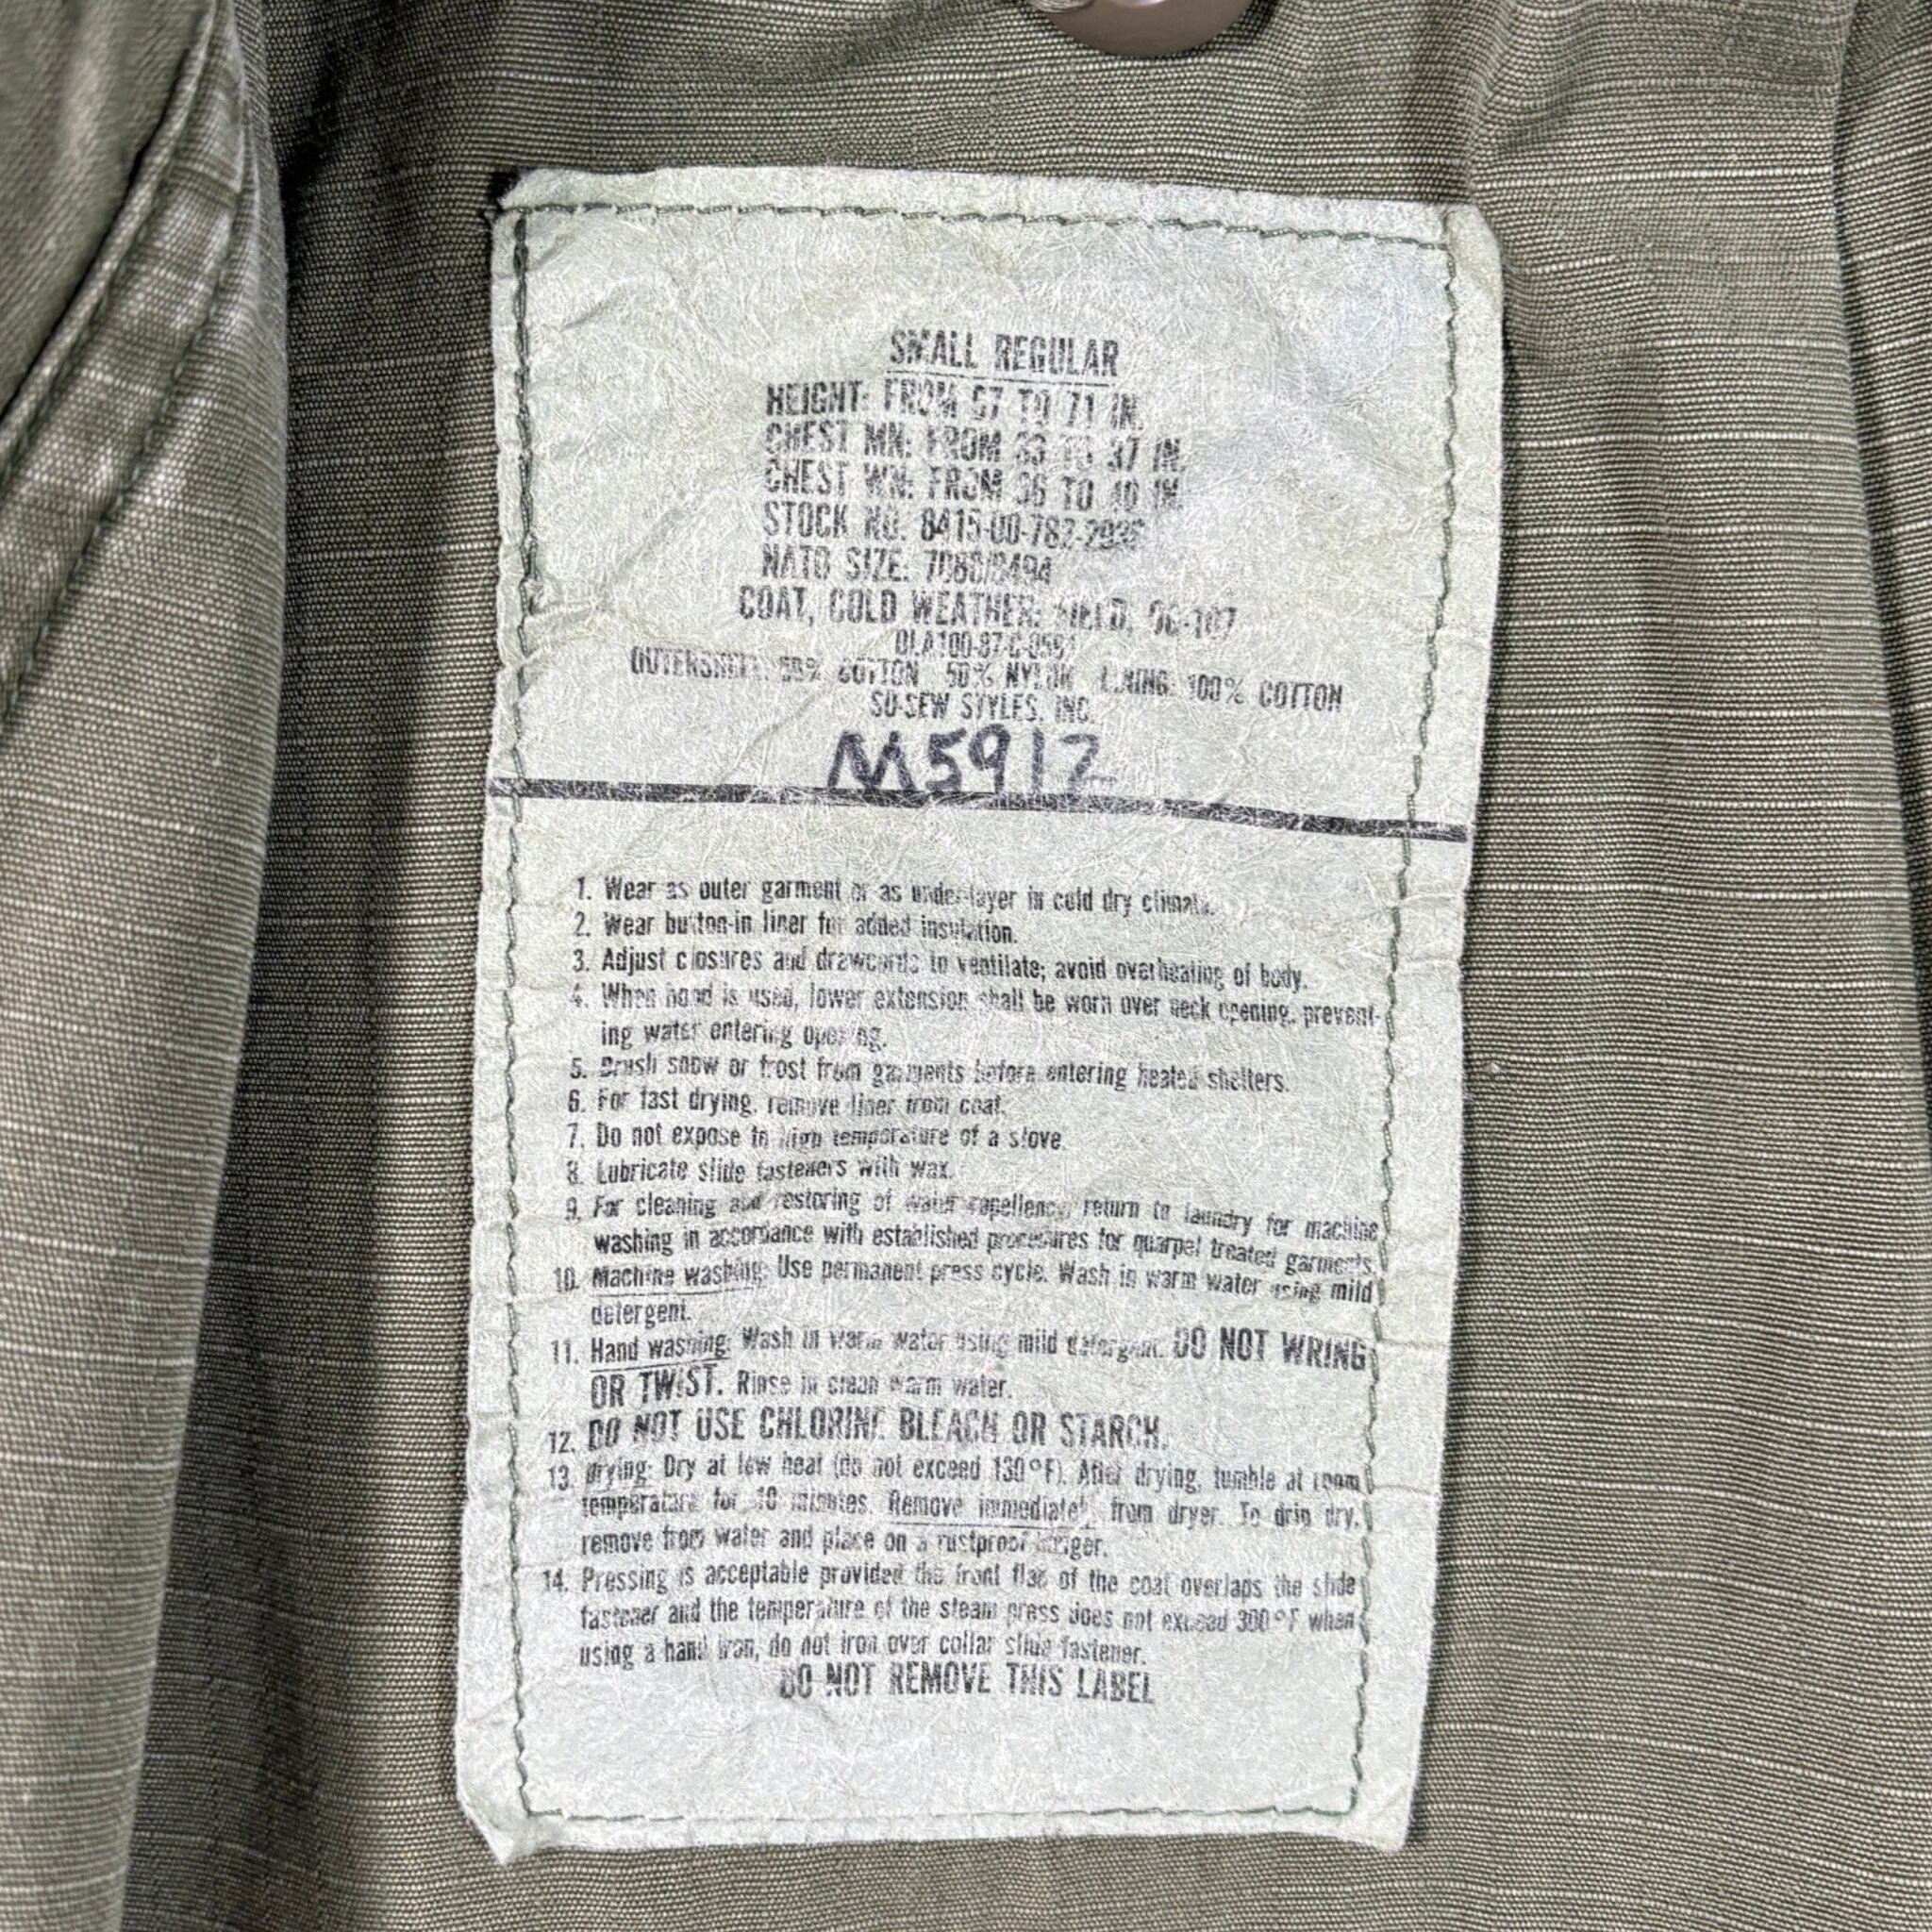 SMALL REGULAR
HEIGHT: FROM 67 TO 71 IN.
CHEST MN: FROM 33 TO 37 IN.
CHEST WN: FROM 36 TO 40 IN.
STOCK NO. 8415-00-782-2936
NATO SIZE: 7080/8494
COAT, COLD WEATHER: FIELD, OG-107
DLA100-87-C-0591
OUTERSHELL: 50% COTTON 50% NYLON LINING: 100% COTTON
SO-SEW STYLES, INC.
M5912
1. Wear as outer garment or as under-layer in cold dry climate.
2. Wear button-in liner for added insulation.
3. Adjust closures and drawcords to ventilate; avoid overheating of body.
4. When hood is used, lower extension shall be worn over neck opening, prevent-
ing water entering opening.
5. Brush snow or frost from garments before entering heated shelters.
6. For fast drying, remove liner from coat.
7. Do not expose to high temperature of a stove.
8. Lubricate slide fasteners with wax.
9. For cleaning and restoring of water repellency, return to laundry for machine
washing in accordance with established procedures for quarpel treated garments.
10. Machine washing: Use permanent press cycle. Wash in warm water using mild
detergent.
11. Hand washing: Wash in warm water using mild detergent. DO NOT WRING
OR TWIST. Rinse in clean warm water.
12. DO NOT USE CHLORINE BLEACH OR STARCH.
13. Drying: Dry at low heat (do not exceed 130°F). After drying, tumble at room
temperature for 10 minutes. Remove immediately from dryer. To drip dry,
remove from water and place on a rustproof hanger.
14. Pressing is acceptable provided the front flap of the coat overlaps the slide
fastener and the temperature of the steam press does not exceed 300°F when
using a hand iron, do not iron over collar slide fastener.
DO NOT REMOVE THIS LABEL